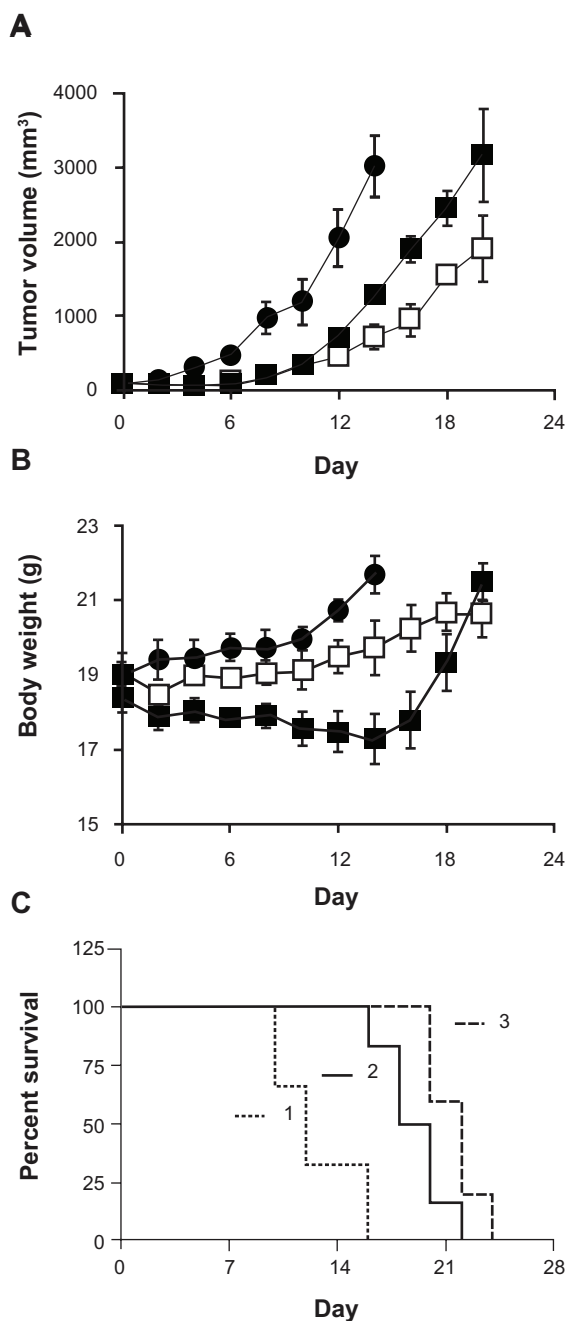 A
Tumor volume (mm³)
4000
3000
2000
1000
0
0 6 12 18 24
Day
B
Body weight (g)
23
21
19
17
15
0 6 12 18 24
Day
C
Percent survival
125
100
75
50
25
0
3
2
1
0 7 14 21 28
Day